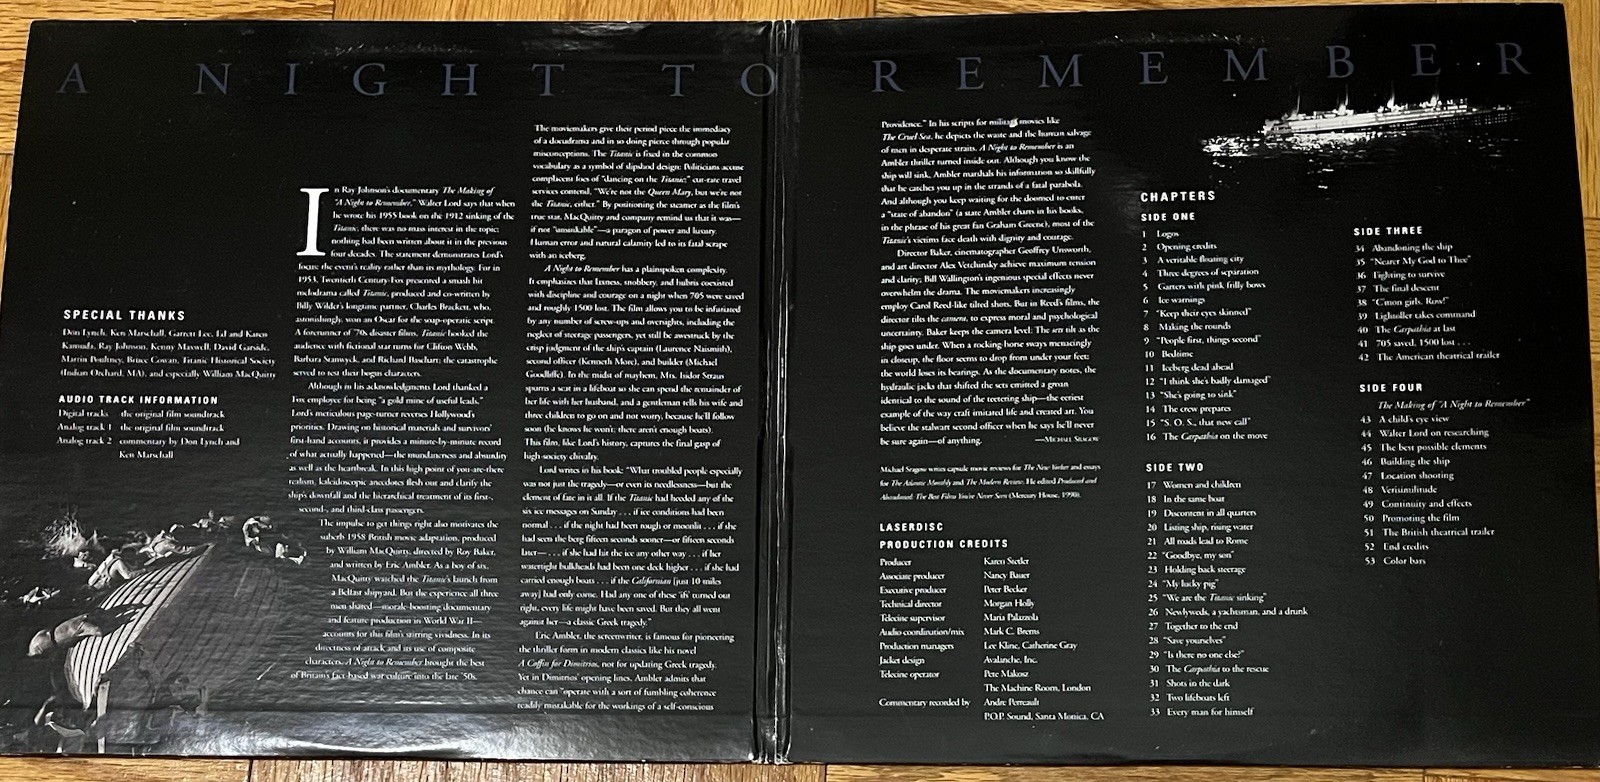 A NIGHT TO REMEMBER
SPECIAL THANKS
Don Lynch, Ken Marschall, Garrett Lee, Ed and Karen
Kamuda, Ray Johnson, Kenny Maxwell, David Garside,
Martin Poultney, Bruce Cowan, Titanic Historical Society
(Indian Orchard, MA), and especially William MacQuitty
AUDIO TRACK INFORMATION
Digital tracks the original film soundtrack
Analog track 1 the original film soundtrack
Analog track 2 commentary by Don Lynch and
Ken Marschall
In Ray Johnson's documentary The Making of
"A Night to Remember," Walter Lord says that when
he wrote his 1955 book on the 1912 sinking of the
Titanic, there was no mass interest in the topic:
nothing had been written about it in the previous
four decades. The statement demonstrates Lord's
focus: the event's reality rather than its mythology. For in
1953, Twentieth Century-Fox presented a smash hit
melodrama called Titanic, produced and co-written by
Billy Wilder's longtime partner, Charles Brackett, who,
astonishingly, won an Oscar for the soap-operatic script.
A forerunner of '70s disaster films, Titanic hooked the
audience with fictional star turns for Clifton Webb,
Barbara Stanwyck, and Richard Basehart; the catastrophe
served to test their bogus characters.
Although in his acknowledgments Lord thanked a
Fox employee for being "a gold mine of useful leads,"
Lord's meticulous page-turner reverses Hollywood's
priorities. Drawing on historical materials and survivors'
first-hand accounts, it provides a minute-by-minute record
of what actually happened—the mundaneness and absurdity
as well as the heartbreak. In this high point of you-are-there
realism, kaleidoscopic anecdotes flesh out and clarify the
ship's downfall and the hierarchical treatment of its first-,
second-, and third-class passengers.
The impulse to get things right also motivates the
superb 1958 British movie adaptation, produced
by William MacQuitty, directed by Roy Baker,
and written by Eric Ambler. As a boy of six,
MacQuitty watched the Titanic's launch from
a Belfast shipyard. But the experience all three
men shared—morale-boosting documentary
and feature production in World War II—
accounts for this film's stirring vividness. In its
directness of attack and its use of composite
characters, A Night to Remember brought the best
of Britain's fact-based war culture into the late '50s.
The moviemakers give their period piece the immediacy
of a docudrama and in so doing pierce through popular
misconceptions. The Titanic is fixed in the common
vocabulary as a symbol of slipshod design: Politicians accuse
complacent foes of "dancing on the Titanic;" cut-rate travel
services contend, "We're not the Queen Mary, but we're not
the Titanic, either." By positioning the steamer as the film's
true star, MacQuitty and company remind us that it was—
if not "unsinkable"—a paragon of power and luxury.
Human error and natural calamity led to its fatal scrape
with an iceberg.
A Night to Remember has a plainspoken complexity.
It emphasizes that laxness, snobbery, and hubris coexisted
with discipline and courage on a night when 705 were saved
and roughly 1500 lost. The film allows you to be infuriated
by any number of screw-ups and oversights, including the
neglect of steerage passengers, yet still be awestruck by the
crisp judgment of the ship's captain (Laurence Naismith),
second officer (Kenneth More), and builder (Michael
Goodliffe). In the midst of mayhem, Mrs. Isidor Straus
spurns a seat in a lifeboat so she can spend the remainder of
her life with her husband, and a gentleman tells his wife and
three children to go on and not worry, because he'll follow
soon (he knows he won't; there aren't enough boats).
This film, like Lord's history, captures the final gasp of
high-society chivalry.
Lord writes in his book: "What troubled people especially
was not just the tragedy—or even its needlessness—but the
element of fate in it all. If the Titanic had heeded any of the
six ice messages on Sunday . . . if ice conditions had been
normal . . . if the night had been rough or moonlit . . . if she
had seen the berg fifteen seconds sooner—or fifteen seconds
later— . . . if she had hit the ice any other way . . . if her
watertight bulkheads had been one deck higher . . . if she had
carried enough boats . . . if the Californian [just 10 miles
away] had only come. Had any one of these 'ifs' turned out
right, every life might have been saved. But they all went
against her—a classic Greek tragedy."
Eric Ambler, the screenwriter, is famous for pioneering
the thriller form in modern classics like his novel
A Coffin for Dimitrios, not for updating Greek tragedy.
Yet in Dimitrios' opening lines, Ambler admits that
chance can "operate with a sort of fumbling coherence
readily mistakable for the workings of a self-conscious
Providence." In his scripts for military movies like
The Cruel Sea, he depicts the waste and the human salvage
of men in desperate straits. A Night to Remember is an
Ambler thriller turned inside out. Although you know the
ship will sink, Ambler marshals his information so skillfully
that he catches you up in the strands of a fatal parabola.
And although you keep waiting for the doomed to enter
a "state of abandon" (a state Ambler charts in his books,
in the phrase of his great fan Graham Greene), most of the
Titanic's victims face death with dignity and courage.
Director Baker, cinematographer Geoffrey Unsworth,
and art director Alex Vetchinsky achieve maximum tension
and clarity; Bill Wallington's ingenious special effects never
overwhelm the drama. The moviemakers increasingly
employ Carol Reed-like tilted shots. But in Reed's films, the
director tilts the camera, to express moral and psychological
uncertainty. Baker keeps the camera level: The sets tilt as the
ship goes under. When a rocking-horse sways menacingly
in closeup, the floor seems to drop from under your feet:
the world loses its bearings. As the documentary notes, the
hydraulic jacks that shifted the sets emitted a groan
identical to the sound of the teetering ship—the eeriest
example of the way craft imitated life and created art. You
believe the stalwart second officer when he says he'll never
be sure again—of anything. —MICHAEL SRAGOW
Michael Sragow writes capsule movie reviews for The New Yorker and essays
for The Atlantic Monthly and The Modern Review. He edited Produced and
Abandoned: The Best Films You've Never Seen (Mercury House, 1990).
LASERDISC
PRODUCTION CREDITS
Producer Karen Stetler
Associate producer Nancy Bauer
Executive producer Peter Becker
Technical director Morgan Holly
Telecine supervisor Maria Palazzola
Audio coordination/mix Mark C. Brems
Production managers Lee Kline, Catherine Gray
Jacket design Avalanche, Inc.
Telecine operator Pete Makosz
The Machine Room, London
Commentary recorded by Andre Perreault
P.O.P. Sound, Santa Monica, CA
CHAPTERS
SIDE ONE
1 Logos
2 Opening credits
3 A veritable floating city
4 Three degrees of separation
5 Garters with pink frilly bows
6 Ice warnings
7 "Keep their eyes skinned"
8 Making the rounds
9 "People first, things second"
10 Bedtime
11 Iceberg dead ahead
12 "I think she's badly damaged"
13 "She's going to sink"
14 The crew prepares
15 "S. O. S., that new call"
16 The Carpathia on the move
SIDE TWO
17 Women and children
18 In the same boat
19 Discontent in all quarters
20 Listing ship, rising water
21 All roads lead to Rome
22 "Goodbye, my son"
23 Holding back steerage
24 "My lucky pig"
25 "We are the Titanic sinking"
26 Newlyweds, a yachtsman, and a drunk
27 Together to the end
28 "Save yourselves"
29 "Is there no one else?"
30 The Carpathia to the rescue
31 Shots in the dark
32 Two lifeboats left
33 Every man for himself
SIDE THREE
34 Abandoning the ship
35 "Nearer My God to Thee"
36 Fighting to survive
37 The final descent
38 "C'mon girls, Row!"
39 Lightoller takes command
40 The Carpathia at last
41 705 saved, 1500 lost . . .
42 The American theatrical trailer
SIDE FOUR
The Making of "A Night to Remember"
43 A child's eye view
44 Walter Lord on researching
45 The best possible elements
46 Building the ship
47 Location shooting
48 Verisimilitude
49 Continuity and effects
50 Promoting the film
51 The British theatrical trailer
52 End credits
53 Color bars